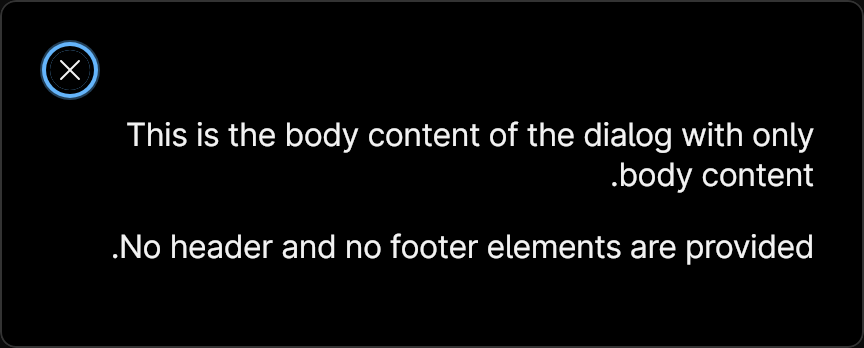 This is the body content of the dialog with only
.body content
.No header and no footer elements are provided